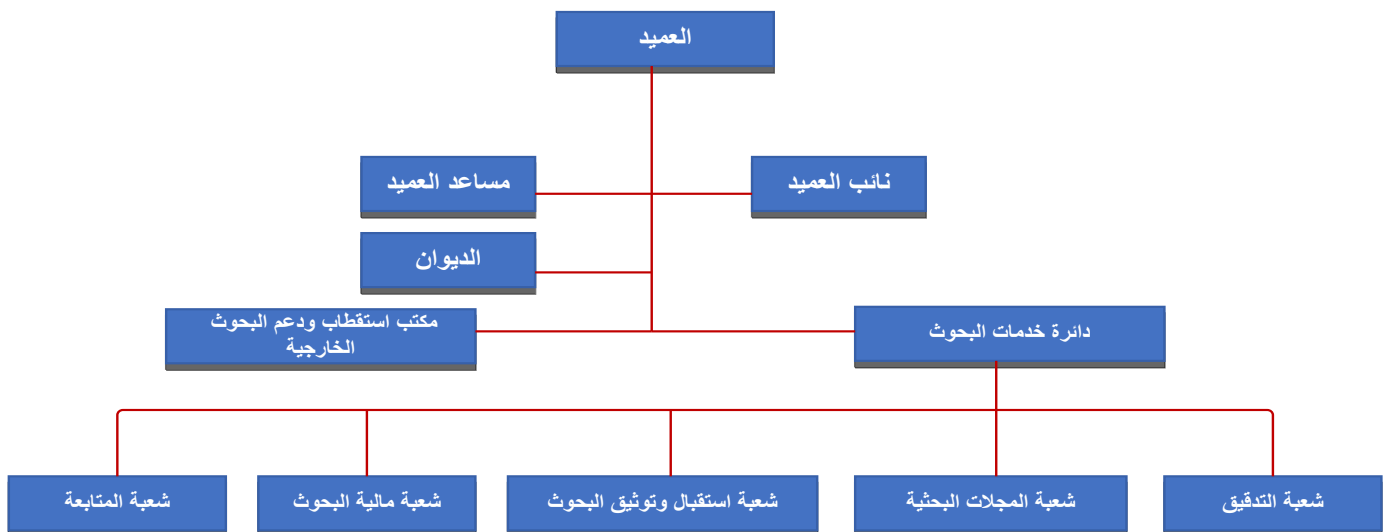 العميد
نائب العميد
مساعد العميد
الديوان
دائرة خدمات البحوث
مكتب استقطاب ودعم البحوث
الخارجية
شعبة التدقيق
شعبة المجلات البحثية
شعبة استقبال وتوثيق البحوث
شعبة مالية البحوث
شعبة المتابعة